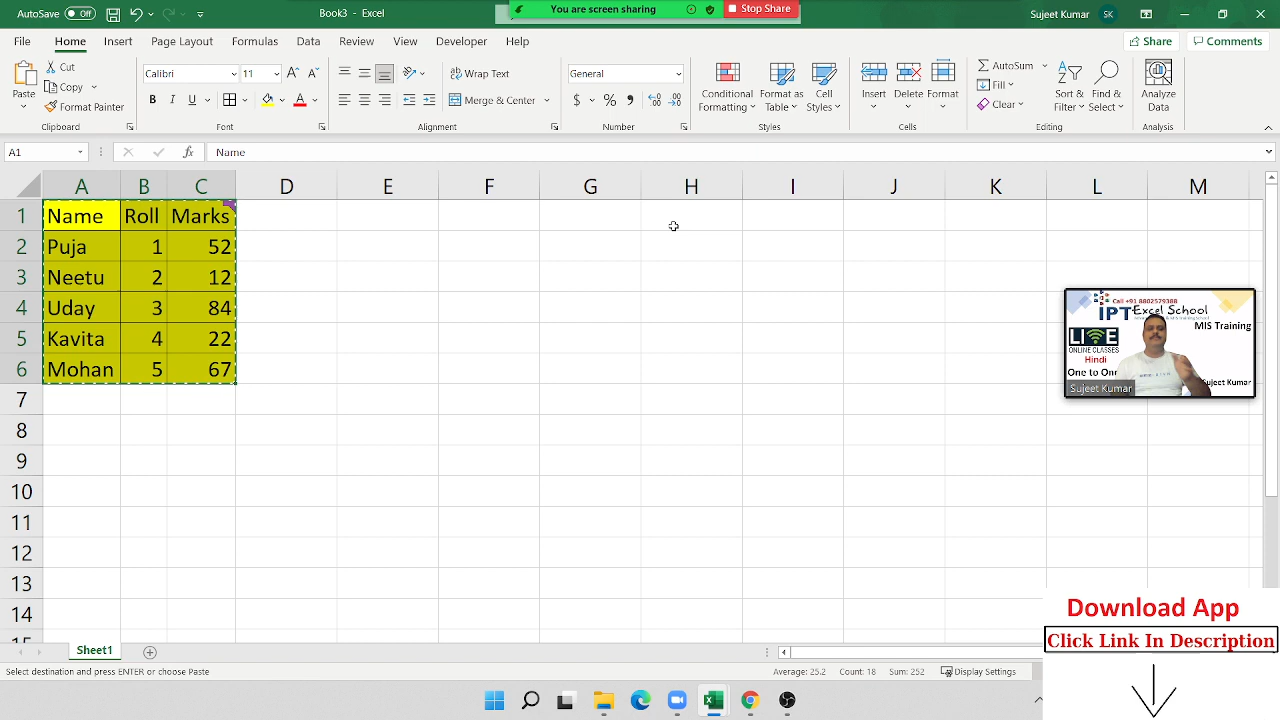 AutoSave Off Book3 - Excel You are screen sharing Stop Share Sujeet Kumar SK
File Home Insert Page Layout Formulas Data Review View Developer Help Share Comments
Paste Cut Copy Format Painter Clipboard
Calibri 11 B I U A Font
Wrap Text Merge & Center Alignment
General $ % , Number
Conditional Formatting Format as Table Cell Styles Styles
Insert Delete Format Cells
AutoSum Fill Clear Sort & Filter Find & Select Editing
Analyze Data Analysis
A1 fx Name
A B C D E F G H I J K L M
1 Name Roll Marks
2 Puja 1 52
3 Neetu 2 12
4 Uday 3 84
5 Kavita 4 22
6 Mohan 5 67
7
8
9
10
11
12
13
14
15
Call +91 8802579388
IPT Excel School
MIS Training
LIVE
ONLINE CLASSES
Hindi
One to One
Sujeet Kumar
Sujeet Kumar
Download App
Click Link In Description
Sheet1
Select destination and press ENTER or choose Paste Average: 25.2 Count: 18 Sum: 252 Display Settings